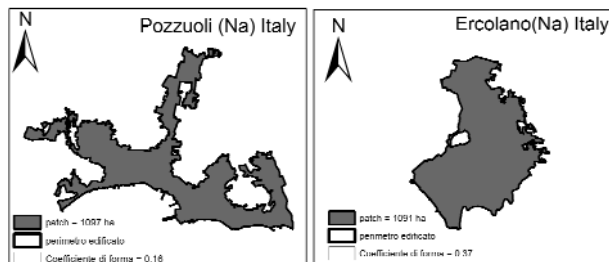 N
Pozzuoli (Na) Italy
patch = 1097 ha
perimetro edificato
Coefficiente di forma = 0.16
N
Ercolano(Na) Italy
patch = 1091 ha
perimetro edificato
Coefficiente di forma = 0.37